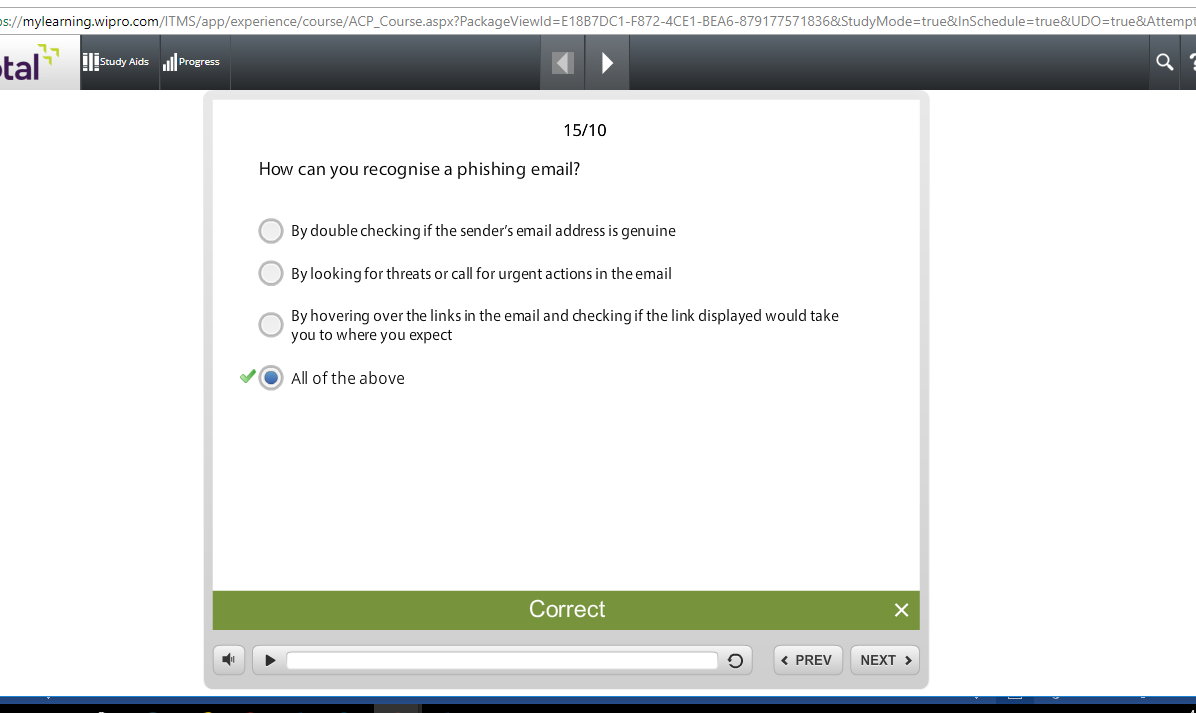 ps://mylearning.wipro.com/ITMS/app/experience/course/ACP_Course.aspx?PackageViewId=E18B7DC1-F872-4CE1-BEA6-879177571836&StudyMode=true&InSchedule=true&UDO=true&Attempt
otal Study Aids Progress
15/10
How can you recognise a phishing email?
By double checking if the sender's email address is genuine
By looking for threats or call for urgent actions in the email
By hovering over the links in the email and checking if the link displayed would take
you to where you expect
All of the above
Correct
PREV NEXT